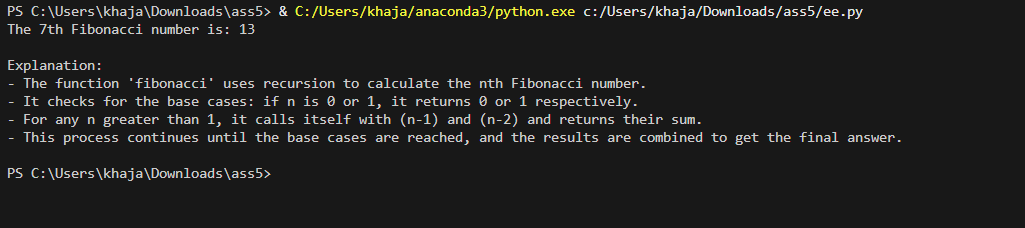 PS C:\Users\khaja\Downloads\ass5> & C:/Users/khaja/anaconda3/python.exe c:/Users/khaja/Downloads/ass5/ee.py
The 7th Fibonacci number is: 13
Explanation:
- The function 'fibonacci' uses recursion to calculate the nth Fibonacci number.
- It checks for the base cases: if n is 0 or 1, it returns 0 or 1 respectively.
- For any n greater than 1, it calls itself with (n-1) and (n-2) and returns their sum.
- This process continues until the base cases are reached, and the results are combined to get the final answer.
PS C:\Users\khaja\Downloads\ass5>